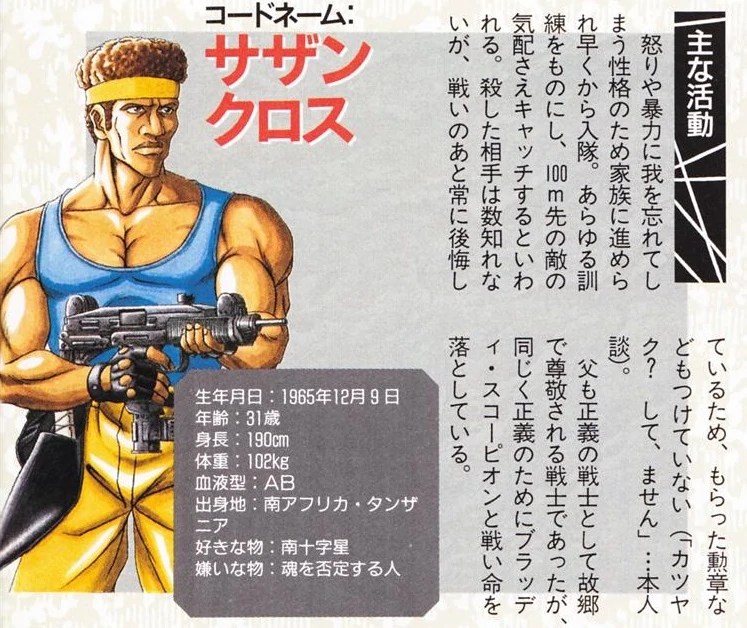 コードネーム:
サザン
クロス
主な活動
怒りや暴力に我を忘れてし
まう性格のため家族に進めら
れ早くから入隊。あらゆる訓
練をものにし、100m先の敵の
気配さえキャッチするといわ
れる。殺した相手は数知れな
いが、戦いのあと常に後悔し
ているため、もらった勲章な
どもつけていない(「カツヤ
ク? して、ません」…本人
談)。
父も正義の戦士として故郷
で尊敬される戦士であったが、
同じく正義のためにブラッデ
ィ・スコーピオンと戦い命を
落としている。
生年月日:1965年12月9日
年齢:31歳
身長:190cm
体重:102kg
血液型:AB
出身地:南アフリカ・タンザ
ニア
好きな物:南十字星
嫌いな物:魂を否定する人